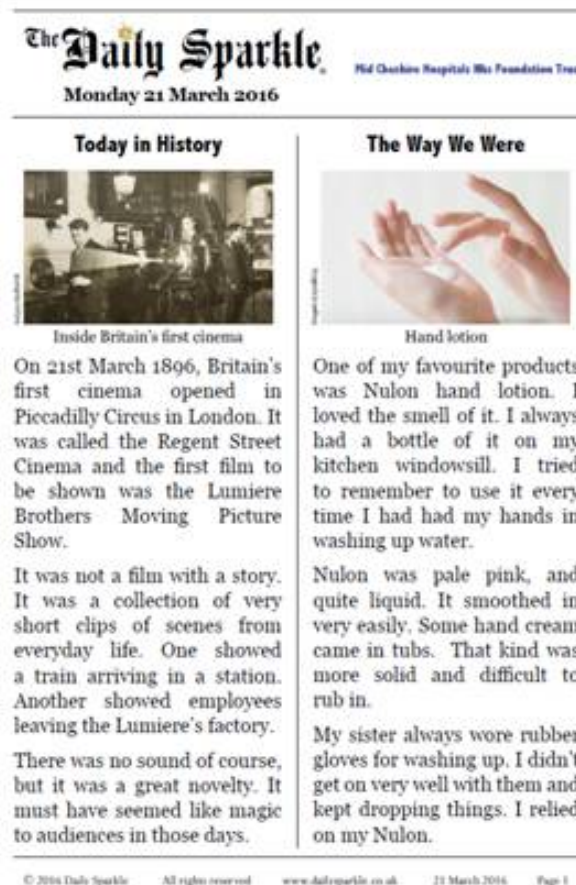 The Daily Sparkle
Mid Cheshire Hospitals Nhs Foundation
Monday 21 March 2016
Today in History
Inside Britain's first cinema
On 21st March 1896, Britain's
first cinema opened in
Piccadilly Circus in London. It
was called the Regent Street
Cinema and the first film to
be shown was the Lumiere
Brothers Moving Picture
Show.
It was not a film with a story.
It was a collection of very
short clips of scenes from
everyday life. One showed
a train arriving in a station.
Another showed employees
leaving the Lumiere's factory.
There was no sound of course,
but it was a great novelty. It
must have seemed like magic
to audiences in those days.
The Way We Were
Hand lotion
One of my favourite products
was Nulon hand lotion. I
loved the smell of it. I always
had a bottle of it on my
kitchen windowsill. I tried
to remember to use it every
time I had had my hands in
washing up water.
Nulon was pale pink, and
quite liquid. It smoothed in
very easily. Some hand cream
came in tubs. That kind was
more solid and difficult to
rub in.
My sister always wore rubber
gloves for washing up. I didn't
get on very well with them and
kept dropping things. I relied
on my Nulon.
© 2016 Daily Sparkle All rights reserved www.dailysparkle.co.uk 21 March 2016 Page 1